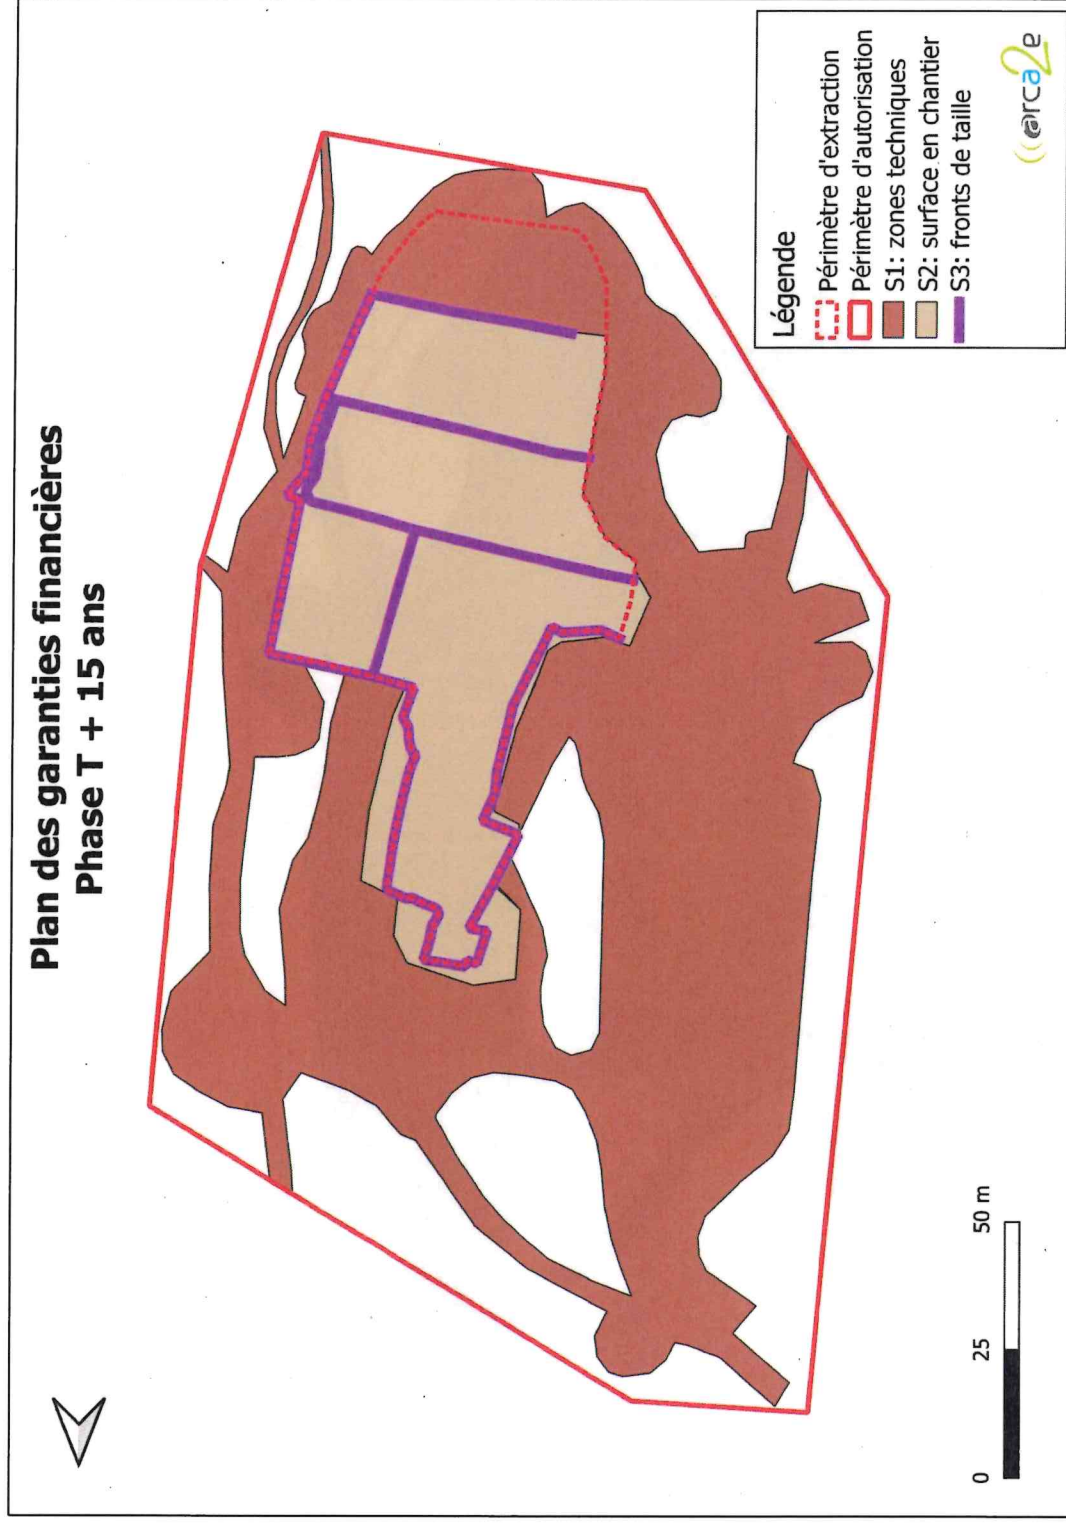 Plan des garanties financières
Phase T + 15 ans
0 25 50 m
Légende
Périmètre d'extraction
Périmètre d'autorisation
S1: zones techniques
S2: surface en chantier
S3: fronts de taille
((@rca2e